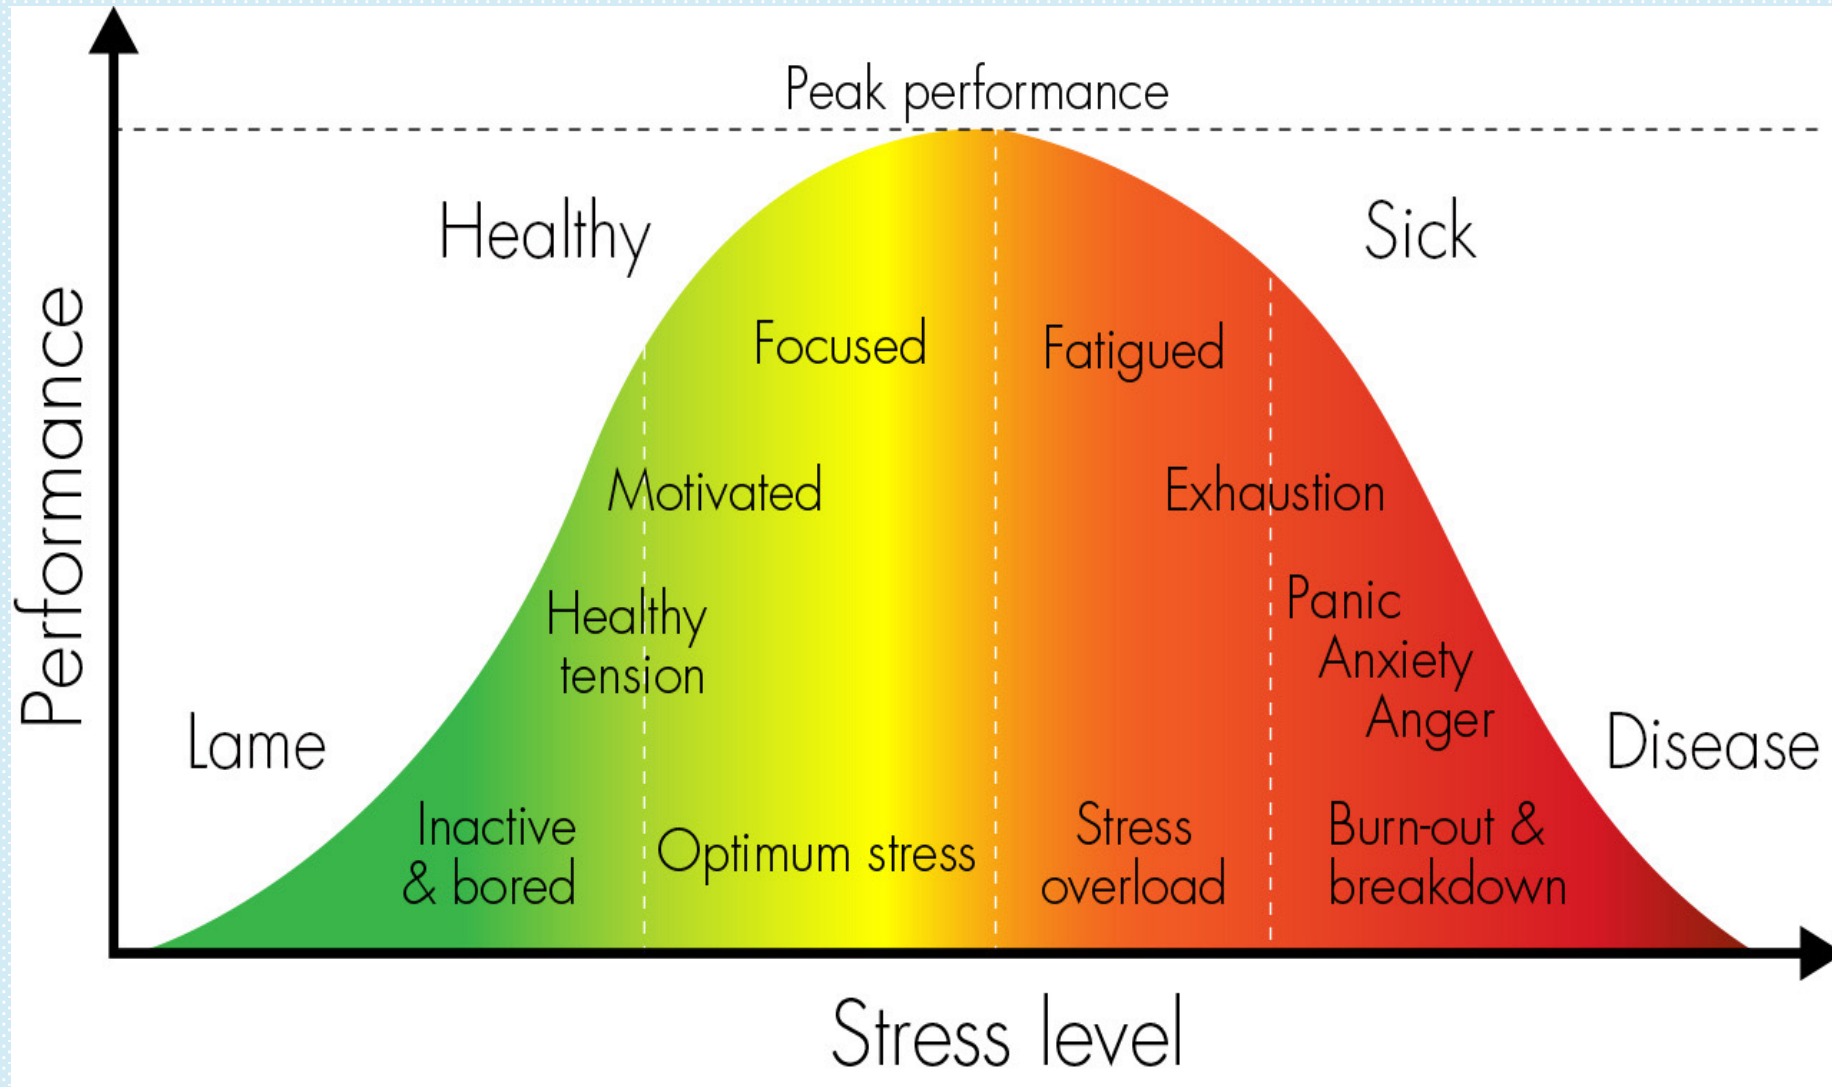 Peak performance
Healthy
Sick
Focused
Fatigued
Motivated
Exhaustion
Healthy
tension
Panic
Anxiety
Anger
Lame
Disease
Inactive
& bored
Optimum stress
Stress
overload
Burn-out &
breakdown
Performance
Stress level